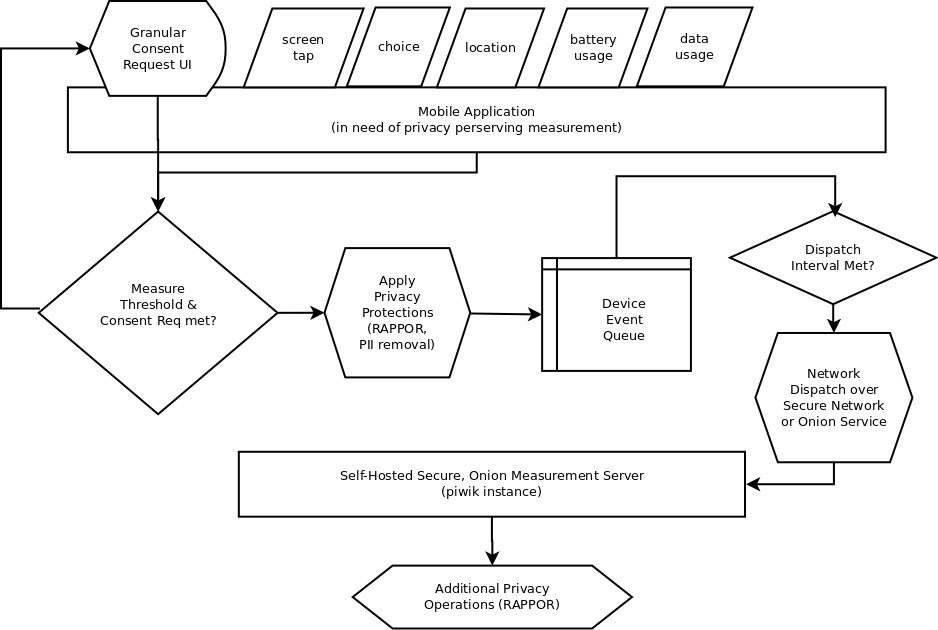 Granular
Consent
Request UI
screen
tap
choice
location
battery
usage
data
usage
Mobile Application
(in need of privacy perserving measurement)
Measure
Threshold &
Consent Req met?
Apply
Privacy
Protections
(RAPPOR,
PII removal)
Device
Event
Queue
Dispatch
Interval Met?
Network
Dispatch over
Secure Network
or Onion Service
Self-Hosted Secure, Onion Measurement Server
(piwik instance)
Additional Privacy
Operations (RAPPOR)